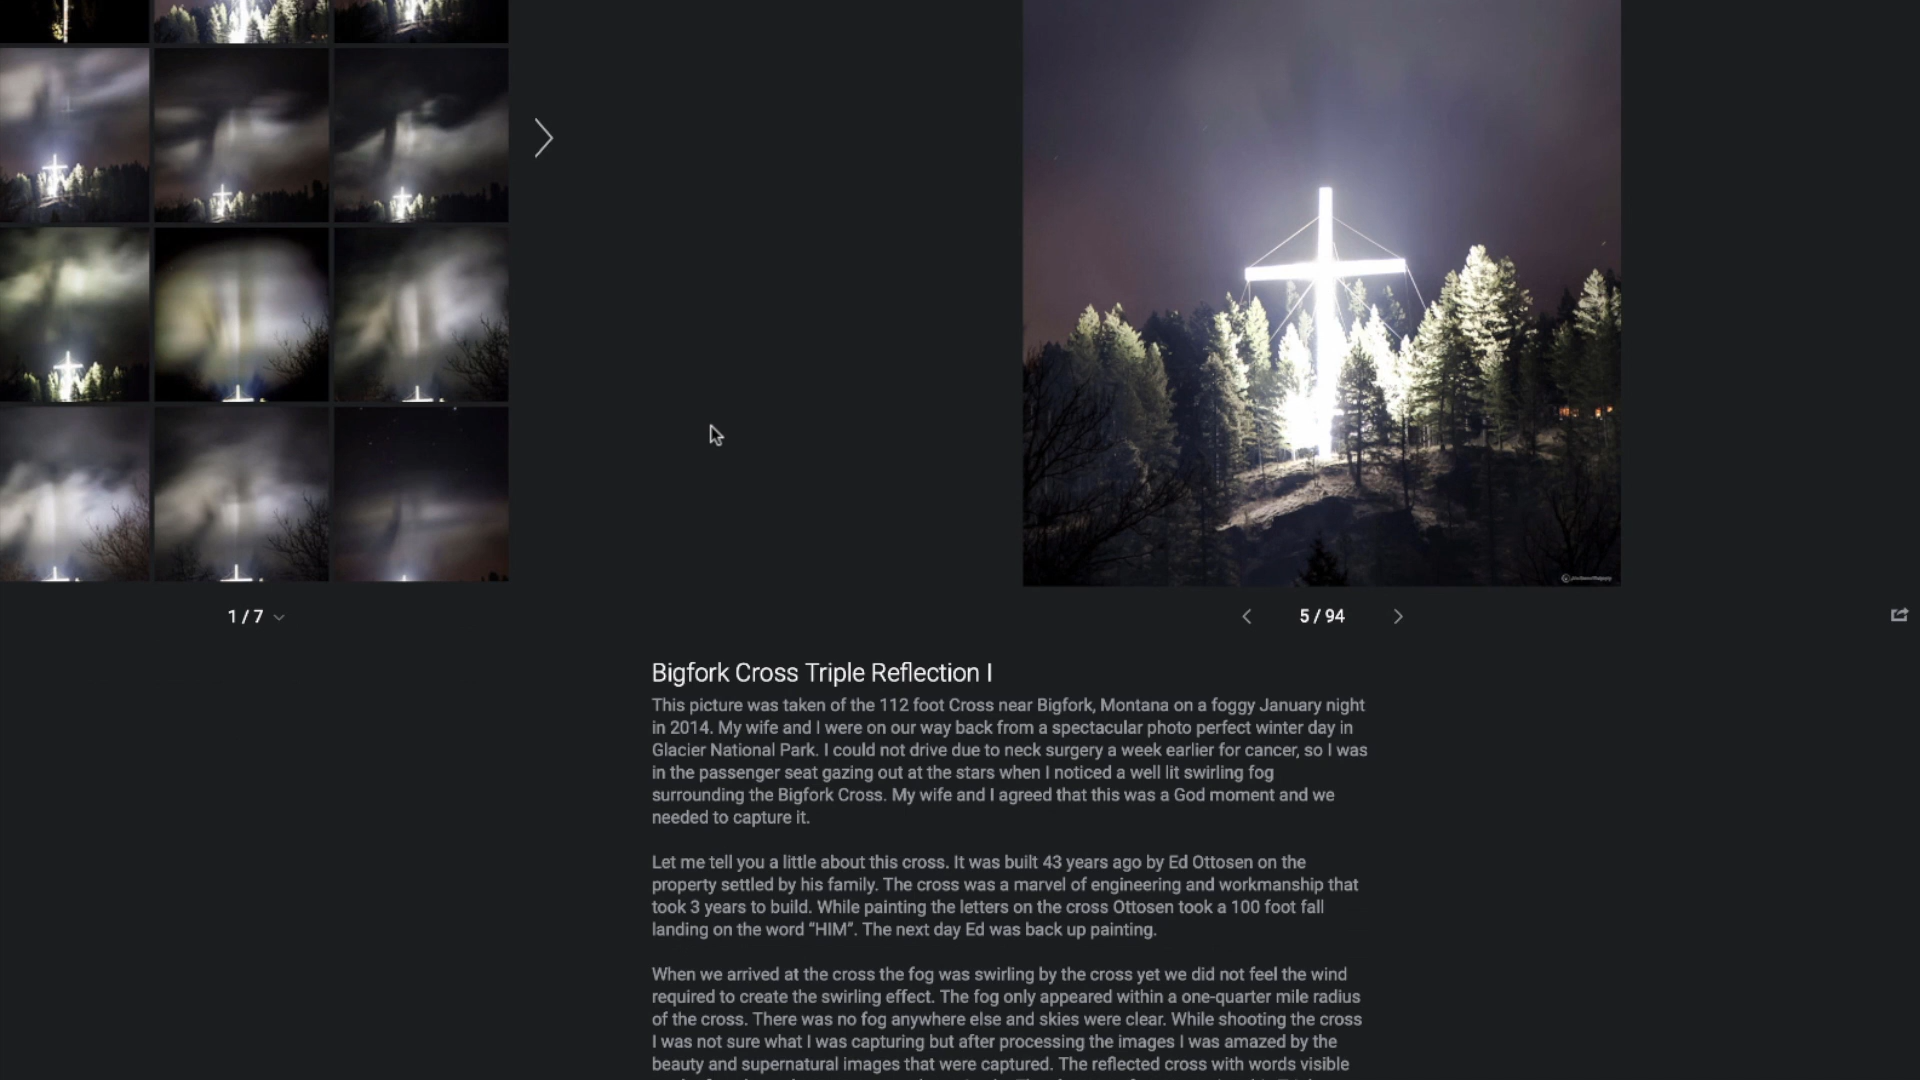 1 / 7
5 / 94
Bigfork Cross Triple Reflection I
This picture was taken of the 112 foot Cross near Bigfork, Montana on a foggy January night
in 2014. My wife and I were on our way back from a spectacular photo perfect winter day in
Glacier National Park. I could not drive due to neck surgery a week earlier for cancer, so I was
in the passenger seat gazing out at the stars when I noticed a well lit swirling fog
surrounding the Bigfork Cross. My wife and I agreed that this was a God moment and we
needed to capture it.
Let me tell you a little about this cross. It was built 43 years ago by Ed Ottosen on the
property settled by his family. The cross was a marvel of engineering and workmanship that
took 3 years to build. While painting the letters on the cross Ottosen took a 100 foot fall
landing on the word “HIM”. The next day Ed was back up painting.
When we arrived at the cross the fog was swirling by the cross yet we did not feel the wind
required to create the swirling effect. The fog only appeared within a one-quarter mile radius
of the cross. There was no fog anywhere else and skies were clear. While shooting the cross
I was not sure what I was capturing but after processing the images I was amazed by the
beauty and supernatural images that were captured. The reflected cross with words visible